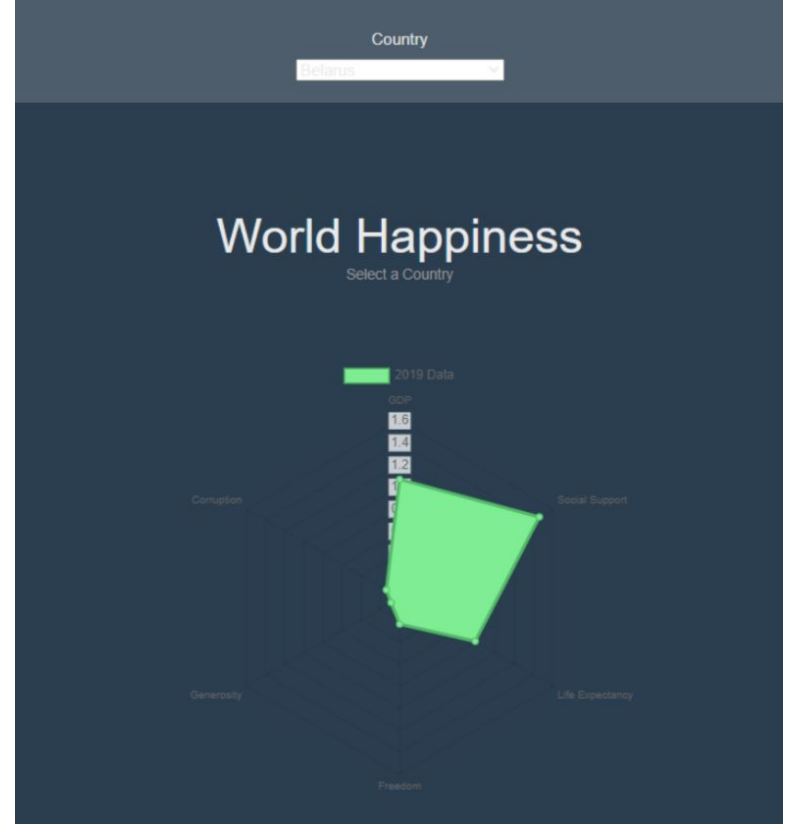 Country
Belarus
World Happiness
Select a Country
2019 Data
GDP
1.6
1.4
1.2
Corruption
Social Support
Generosity
Life Expectancy
Freedom